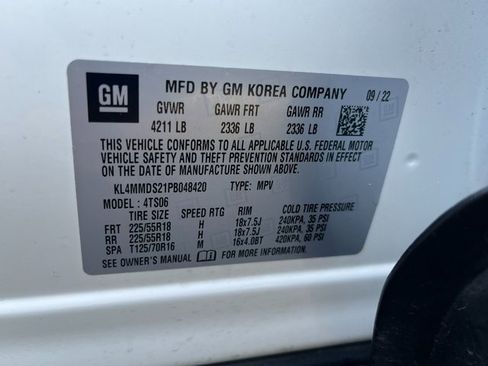 GM
MFD BY GM KOREA COMPANY 09/22
GVWR GAWR FRT GAWR RR
4211 LB 2336 LB 2336 LB
THIS VEHICLE CONFORMS TO ALL APPLICABLE U.S. FEDERAL MOTOR
VEHICLE SAFETY AND THEFT PREVENTION STANDARDS IN EFFECT ON
THE DATE OF MANUFACTURE SHOWN ABOVE.
KL4MMDS21PB048420 TYPE: MPV
MODEL: 4TS06
TIRE SIZE SPEED RTG RIM COLD TIRE PRESSURE
FRT 225/55R18 H 18x7.5J 240KPA, 35 PSI
RR 225/55R18 H 18x7.5J 240KPA, 35 PSI
SPA T125/70R16 M 16x4.0BT 420KPA, 60 PSI
SEE OWNER'S MANUAL FOR MORE INFORMATION.